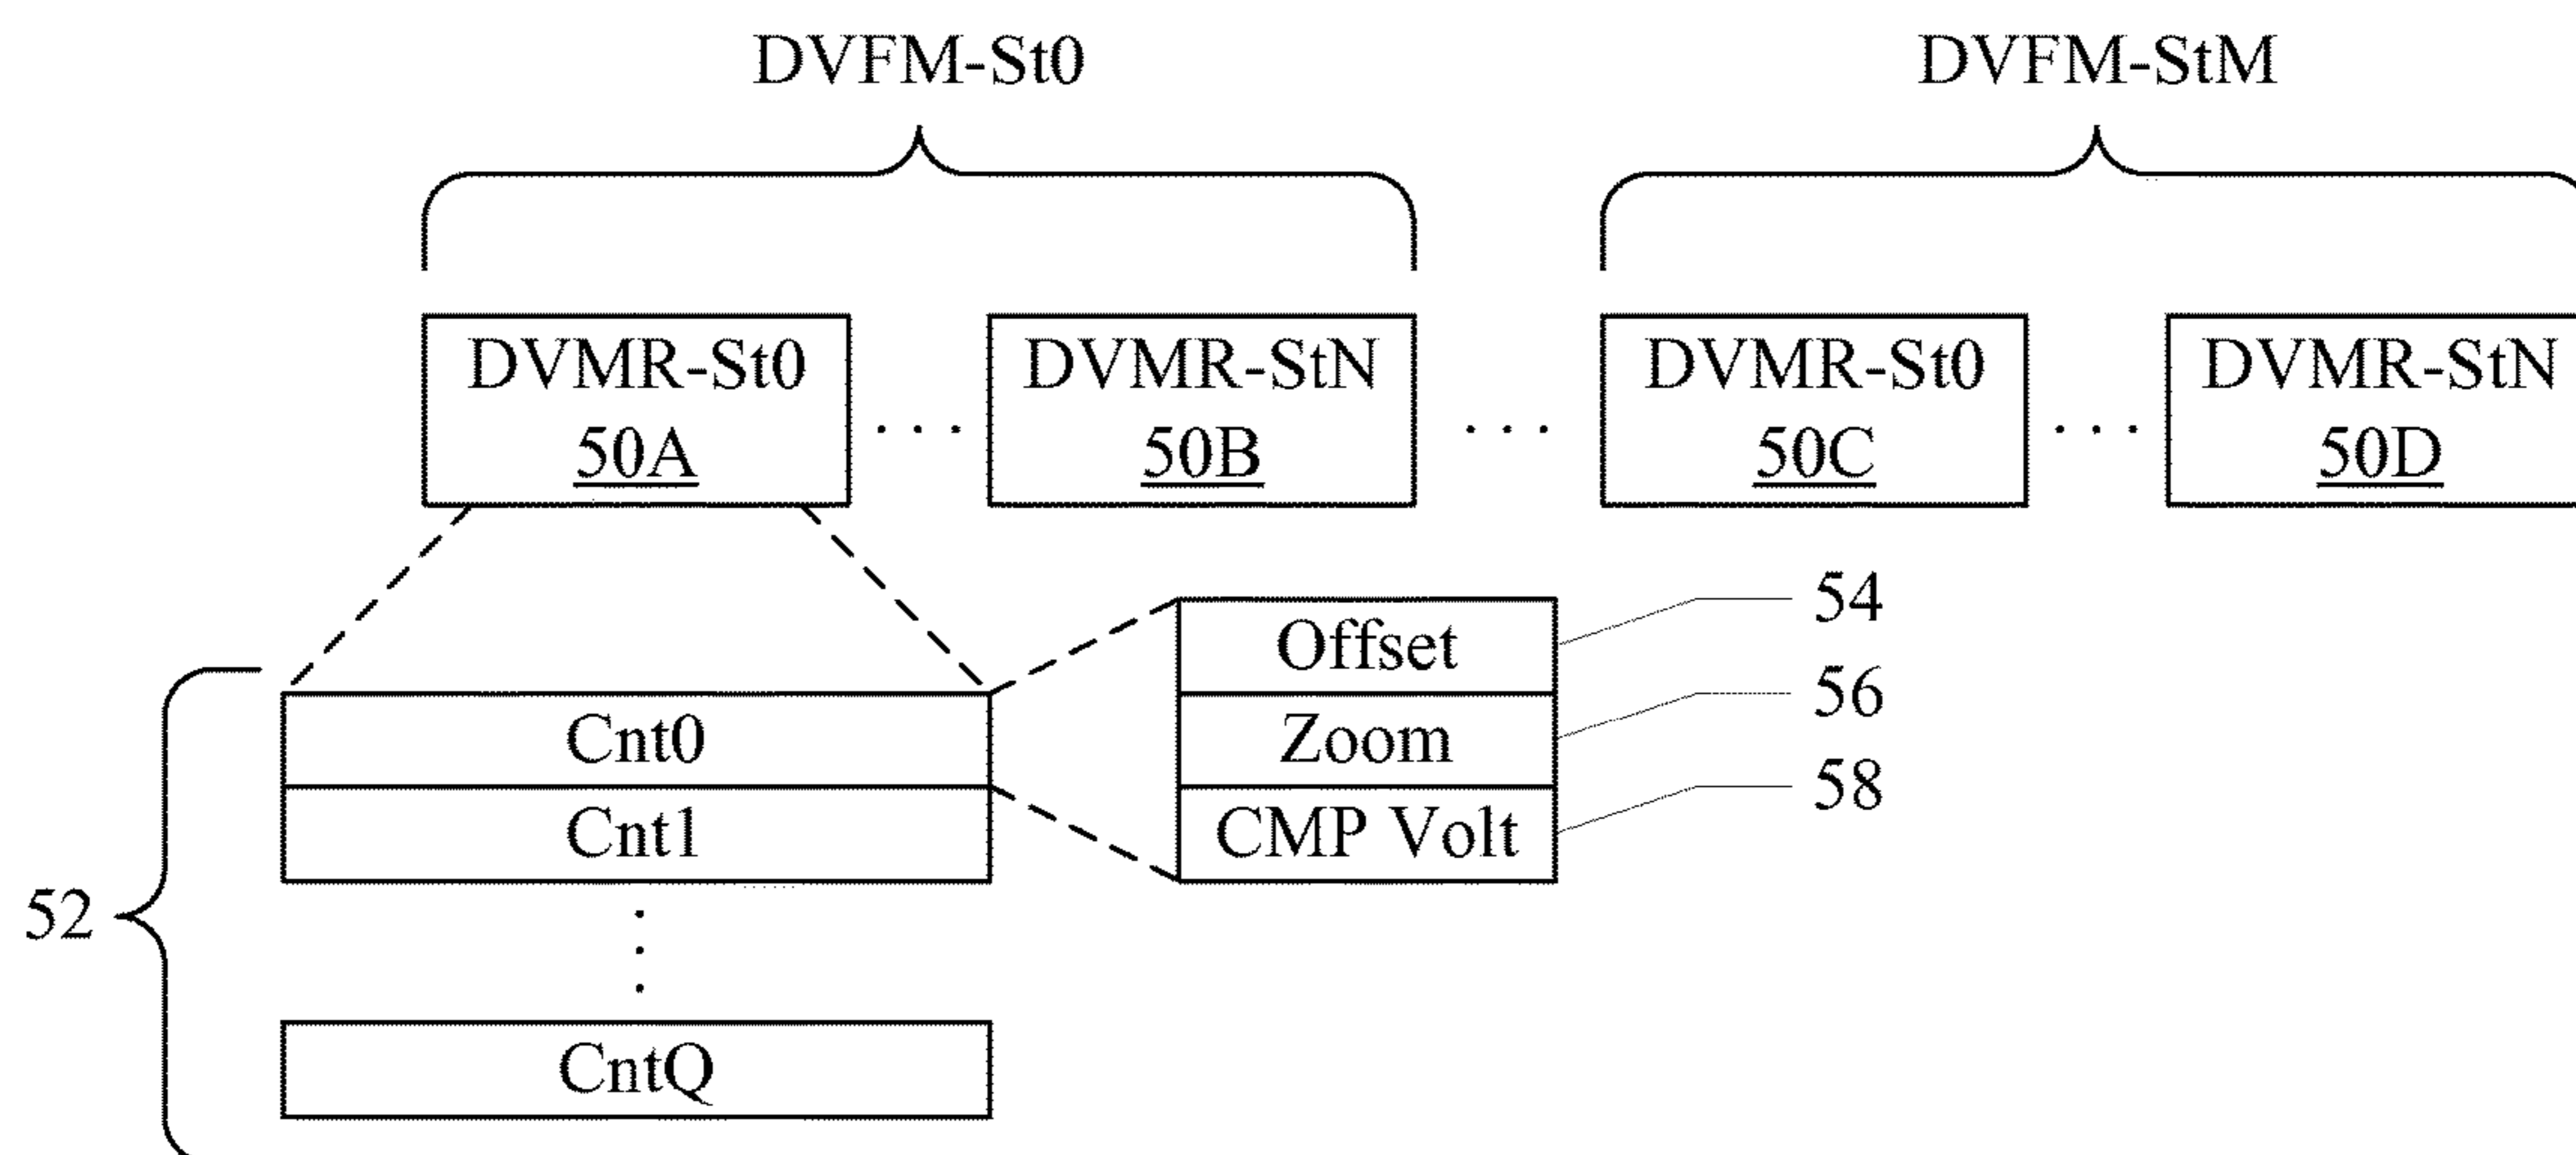 DVFM-St0 DVFM-StM
DVMR-St0 DVMR-StN DVMR-St0 DVMR-StN
50A 50B 50C 50D
. . . . . . . . .
Offset 54
Zoom 56
CMP Volt 58
Cnt0
Cnt1
52
CntQ